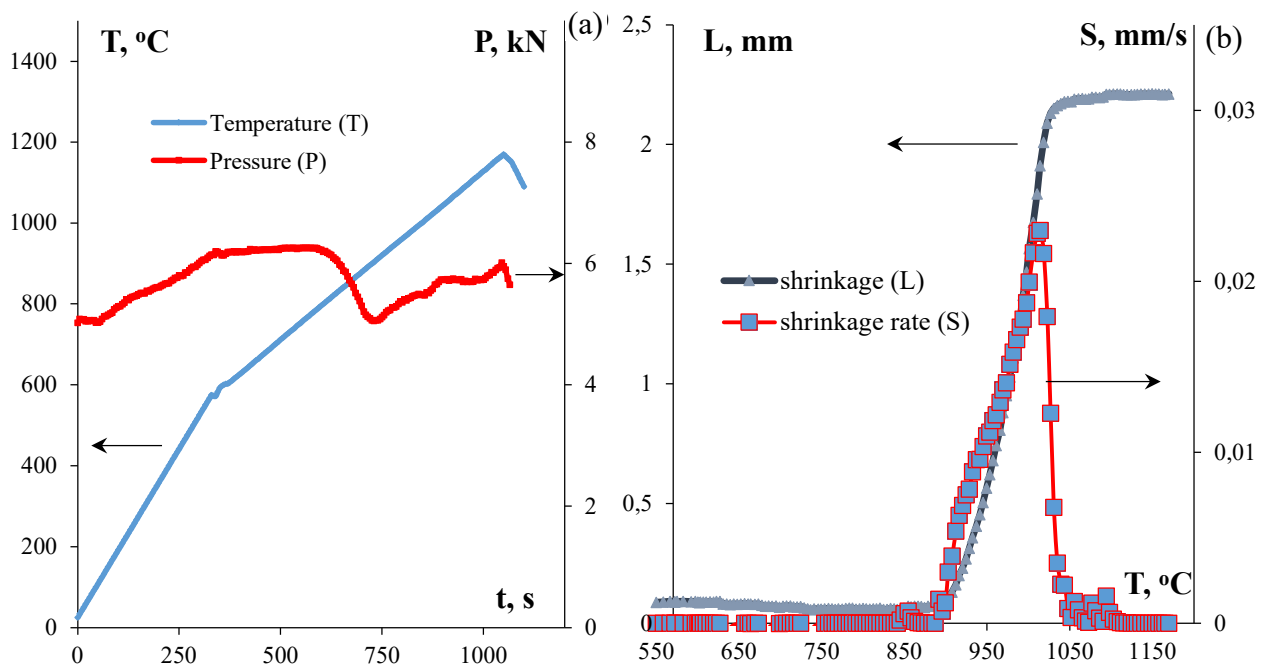 (a)
T, °C
P, kN
Temperature (T)
Pressure (P)
1400
1200
1000
800
600
400
200
0
8
6
4
2
0
t, s
0 250 500 750 1000
(b)
L, mm
S, mm/s
2,5
2
1,5
1
0,5
0
shrinkage (L)
shrinkage rate (S)
0,03
0,02
0,01
0
T, °C
550 650 750 850 950 1050 1150